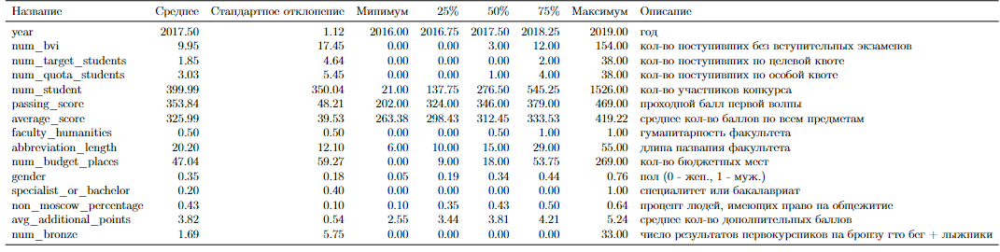 Название Среднее Стандартное отклонение Минимум 25% 50% 75% Максимум Описание
year 2017.50 1.12 2016.00 2016.75 2017.50 2018.25 2019.00 год
num_bvi 9.95 17.45 0.00 0.00 3.00 12.00 154.00 кол-во поступивших без вступительных экзаменов
num_target_students 1.85 4.64 0.00 0.00 0.00 2.00 38.00 кол-во поступивших по целевой квоте
num_quota_students 3.03 5.45 0.00 0.00 1.00 4.00 38.00 кол-во поступивших по особой квоте
num_student 399.99 350.04 21.00 137.75 276.50 545.25 1526.00 кол-во участников конкурса
passing_score 353.84 48.21 202.00 324.00 346.00 379.00 469.00 проходной балл первой волны
average_score 325.99 39.53 263.38 298.43 312.45 333.53 419.22 среднее кол-во баллов по всем предметам
faculty_humanities 0.50 0.50 0.00 0.00 0.50 1.00 1.00 гуманитарность факультета
abbreviation_length 20.20 12.10 6.00 10.00 15.00 29.00 55.00 длина названия факультета
num_budget_places 47.04 59.27 0.00 9.00 18.00 53.75 269.00 кол-во бюджетных мест
gender 0.35 0.18 0.05 0.19 0.34 0.44 0.76 пол (0 - жен., 1 - муж.)
specialist_or_bachelor 0.20 0.40 0.00 0.00 0.00 0.00 1.00 специалитет или бакалавриат
non_moscow_percentage 0.43 0.10 0.10 0.35 0.43 0.50 0.64 процент людей, имеющих право на общежитие
avg_additional_points 3.82 0.54 2.55 3.44 3.81 4.21 5.24 среднее кол-во дополнительных баллов
num_bronze 1.69 5.75 0.00 0.00 0.00 0.00 33.00 число результатов первокурсников на бронзу гто бег + лыжники